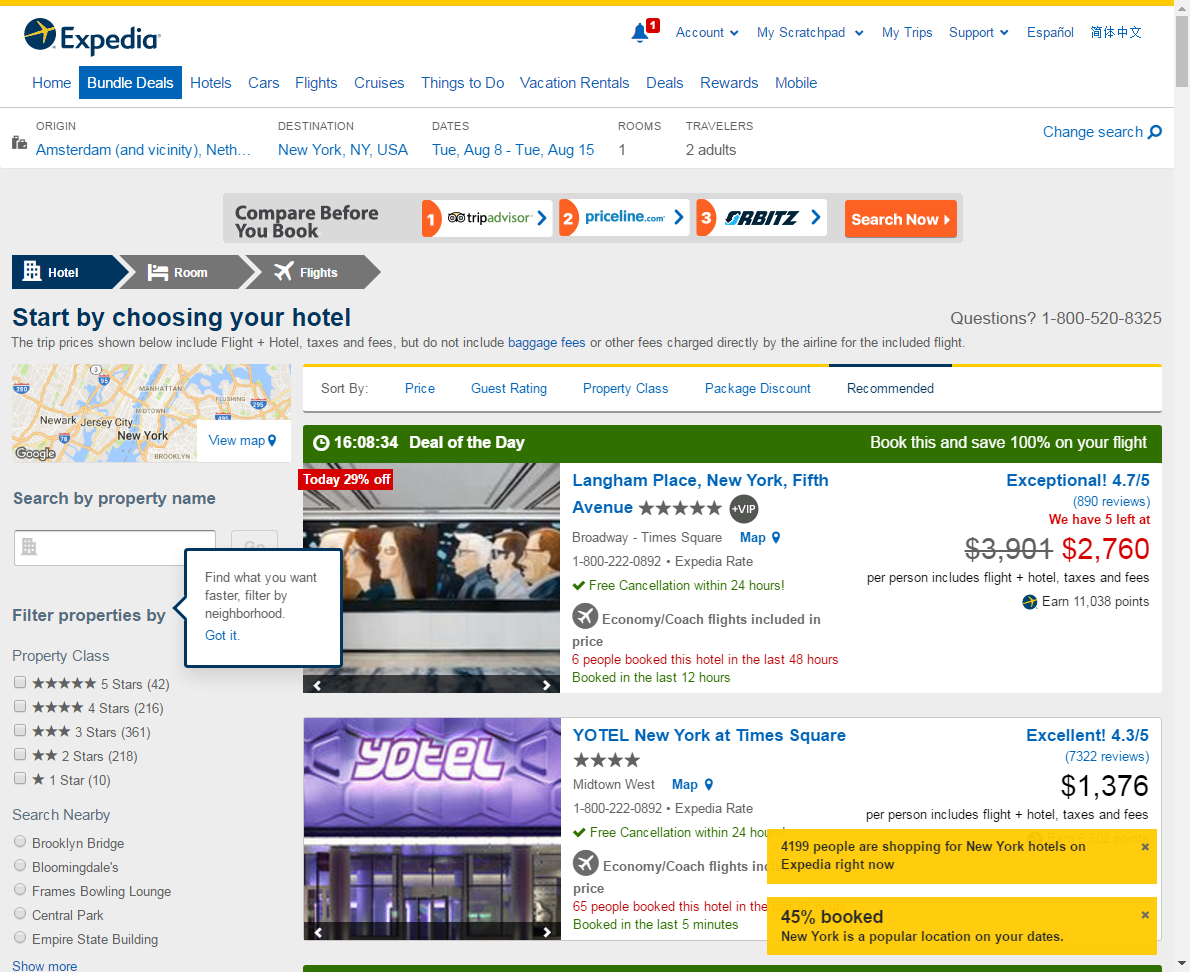 Expedia
1
Account
My Scratchpad
My Trips
Support
Español
简体中文
Home
Bundle Deals
Hotels
Cars
Flights
Cruises
Things to Do
Vacation Rentals
Deals
Rewards
Mobile
ORIGIN
Amsterdam (and vicinity), Neth...
DESTINATION
New York, NY, USA
DATES
Tue, Aug 8 - Tue, Aug 15
ROOMS
1
TRAVELERS
2 adults
Change search
Compare Before
You Book
1 tripadvisor
2 priceline.com
3 ORBITZ
Search Now
Hotel
Room
Flights
Start by choosing your hotel
Questions? 1-800-520-8325
The trip prices shown below include Flight + Hotel, taxes and fees, but do not include baggage fees or other fees charged directly by the airline for the included flight.
280
3
95
MANHATTAN
FLUSHING
295
MIDTOWN
495
Newark
Jersey City
78
New York
BROOKLYN
Google
View map
Search by property name
Go
Find what you want
faster, filter by
neighborhood.
Got it.
Filter properties by
Property Class
5 Stars (42)
4 Stars (216)
3 Stars (361)
2 Stars (218)
1 Star (10)
Search Nearby
Brooklyn Bridge
Bloomingdale's
Frames Bowling Lounge
Central Park
Empire State Building
Show more
Sort By:
Price
Guest Rating
Property Class
Package Discount
Recommended
16:08:34 Deal of the Day
Book this and save 100% on your flight
Today 29% off
Langham Place, New York, Fifth
Avenue
+VIP
Broadway - Times Square
Map
1-800-222-0892 • Expedia Rate
Free Cancellation within 24 hours!
Economy/Coach flights included in
price
6 people booked this hotel in the last 48 hours
Booked in the last 12 hours
Exceptional! 4.7/5
(890 reviews)
We have 5 left at
$3,901 $2,760
per person includes flight + hotel, taxes and fees
Earn 11,038 points
YOTEL
YOTEL New York at Times Square
Midtown West
Map
1-800-222-0892 • Expedia Rate
Free Cancellation within 24 hours!
Economy/Coach flights
price
65 people booked this hotel in the
Booked in the last 5 minutes
Excellent! 4.3/5
(7322 reviews)
$1,376
per person includes flight + hotel, taxes and fees
4199 people are shopping for New York hotels on
Expedia right now
45% booked
New York is a popular location on your dates.